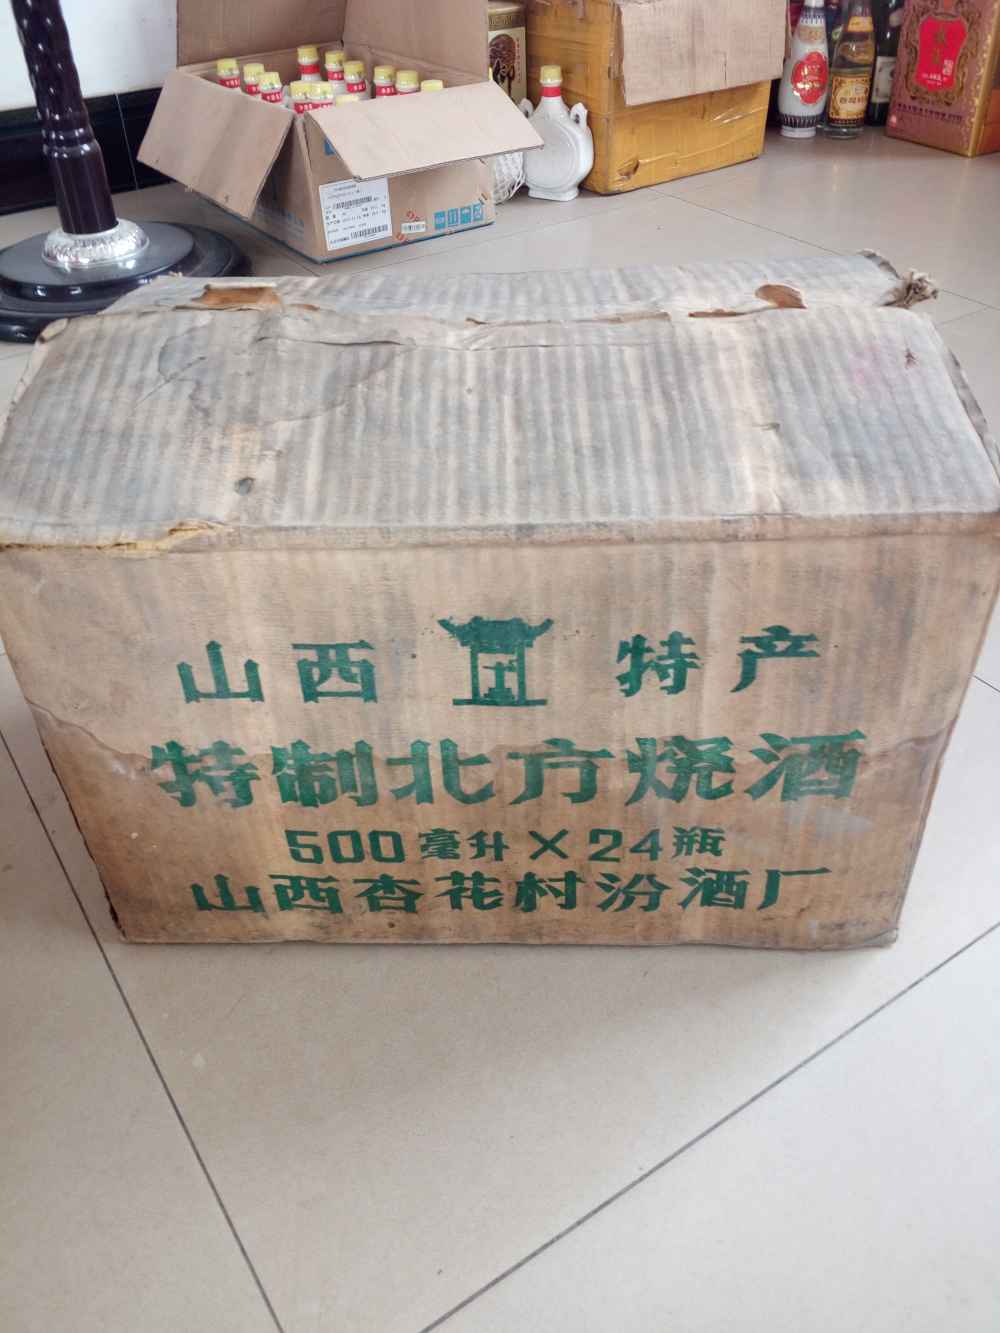 山西 特产
特制北方烧酒
500毫升×24瓶
山西杏花村汾酒厂